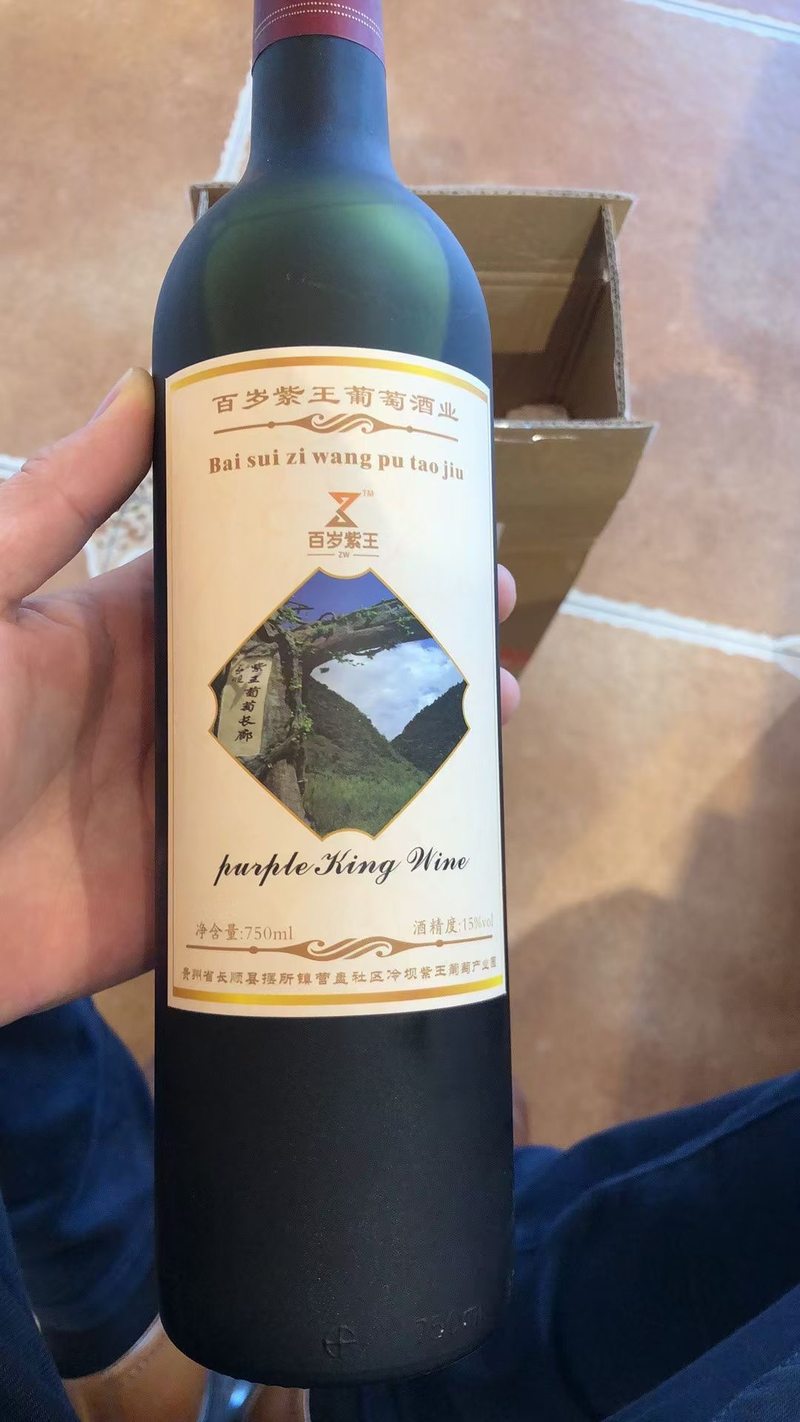 百岁紫王葡萄酒业
Bai sui zi wang pu tao jiu
TM
百岁紫王
ZW
紫王葡萄长廊
purple King Wine
净含量:750ml
酒精度:15%vol
贵州省长顺县摆所镇营盘社区冷坝紫王葡萄产业园